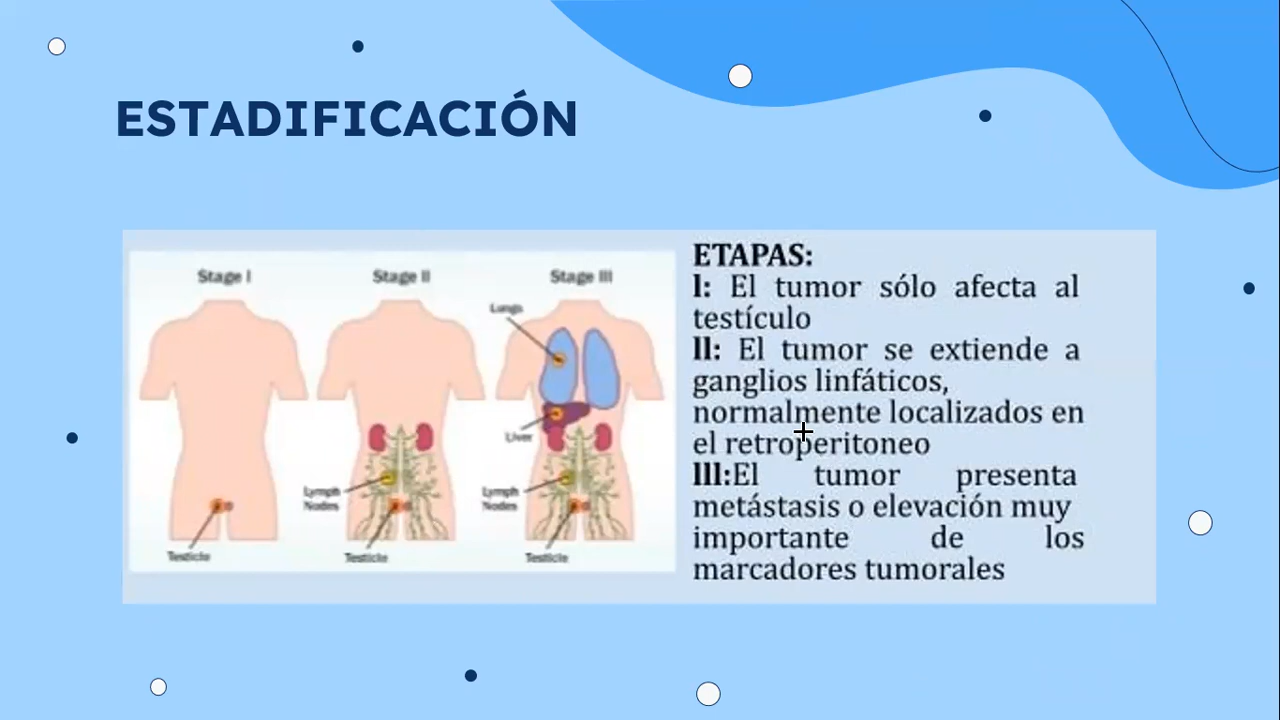 ESTADIFICACIÓN
Stage I
Stage II
Stage III
Lungs
Liver
Lymph
Nodes
Lymph
Nodes
Testicle
Testicle
Testicle
ETAPAS:
I: El tumor sólo afecta al
testículo
II: El tumor se extiende a
ganglios linfáticos,
normalmente localizados en
el retroperitoneo
III:El tumor presenta
metástasis o elevación muy
importante de los
marcadores tumorales